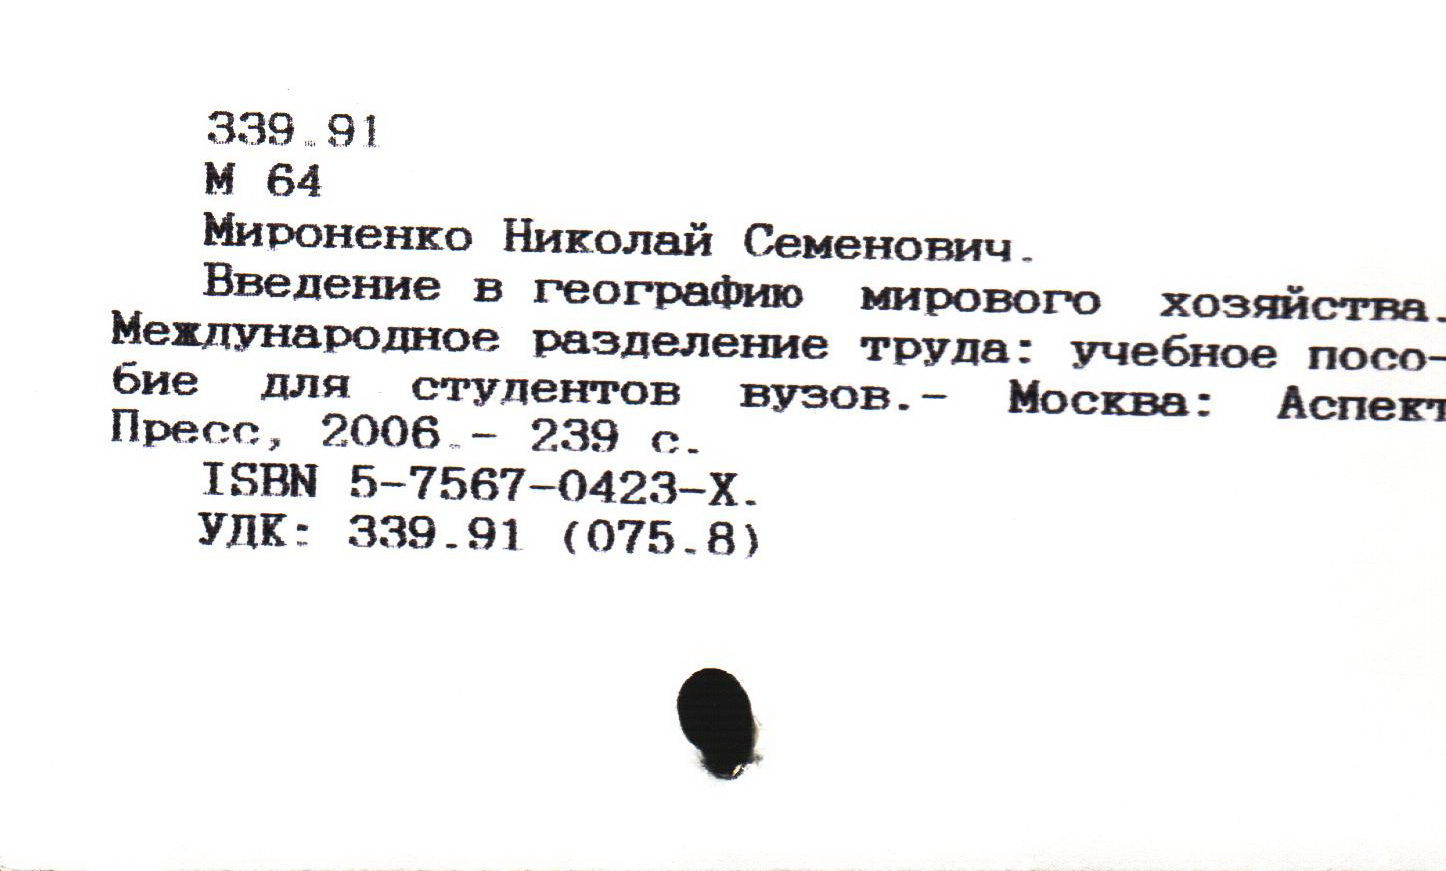 339.91
М 64
Мироненко Николай Семенович.
Введение в географию мирового хозяйства.
Международное разделение труда: учебное посо-
бие для студентов вузов.- Москва: Аспект
Пресс, 2006.- 239 с.
ISBN 5-7567-0423-X.
УДК: 339.91 (075.8)